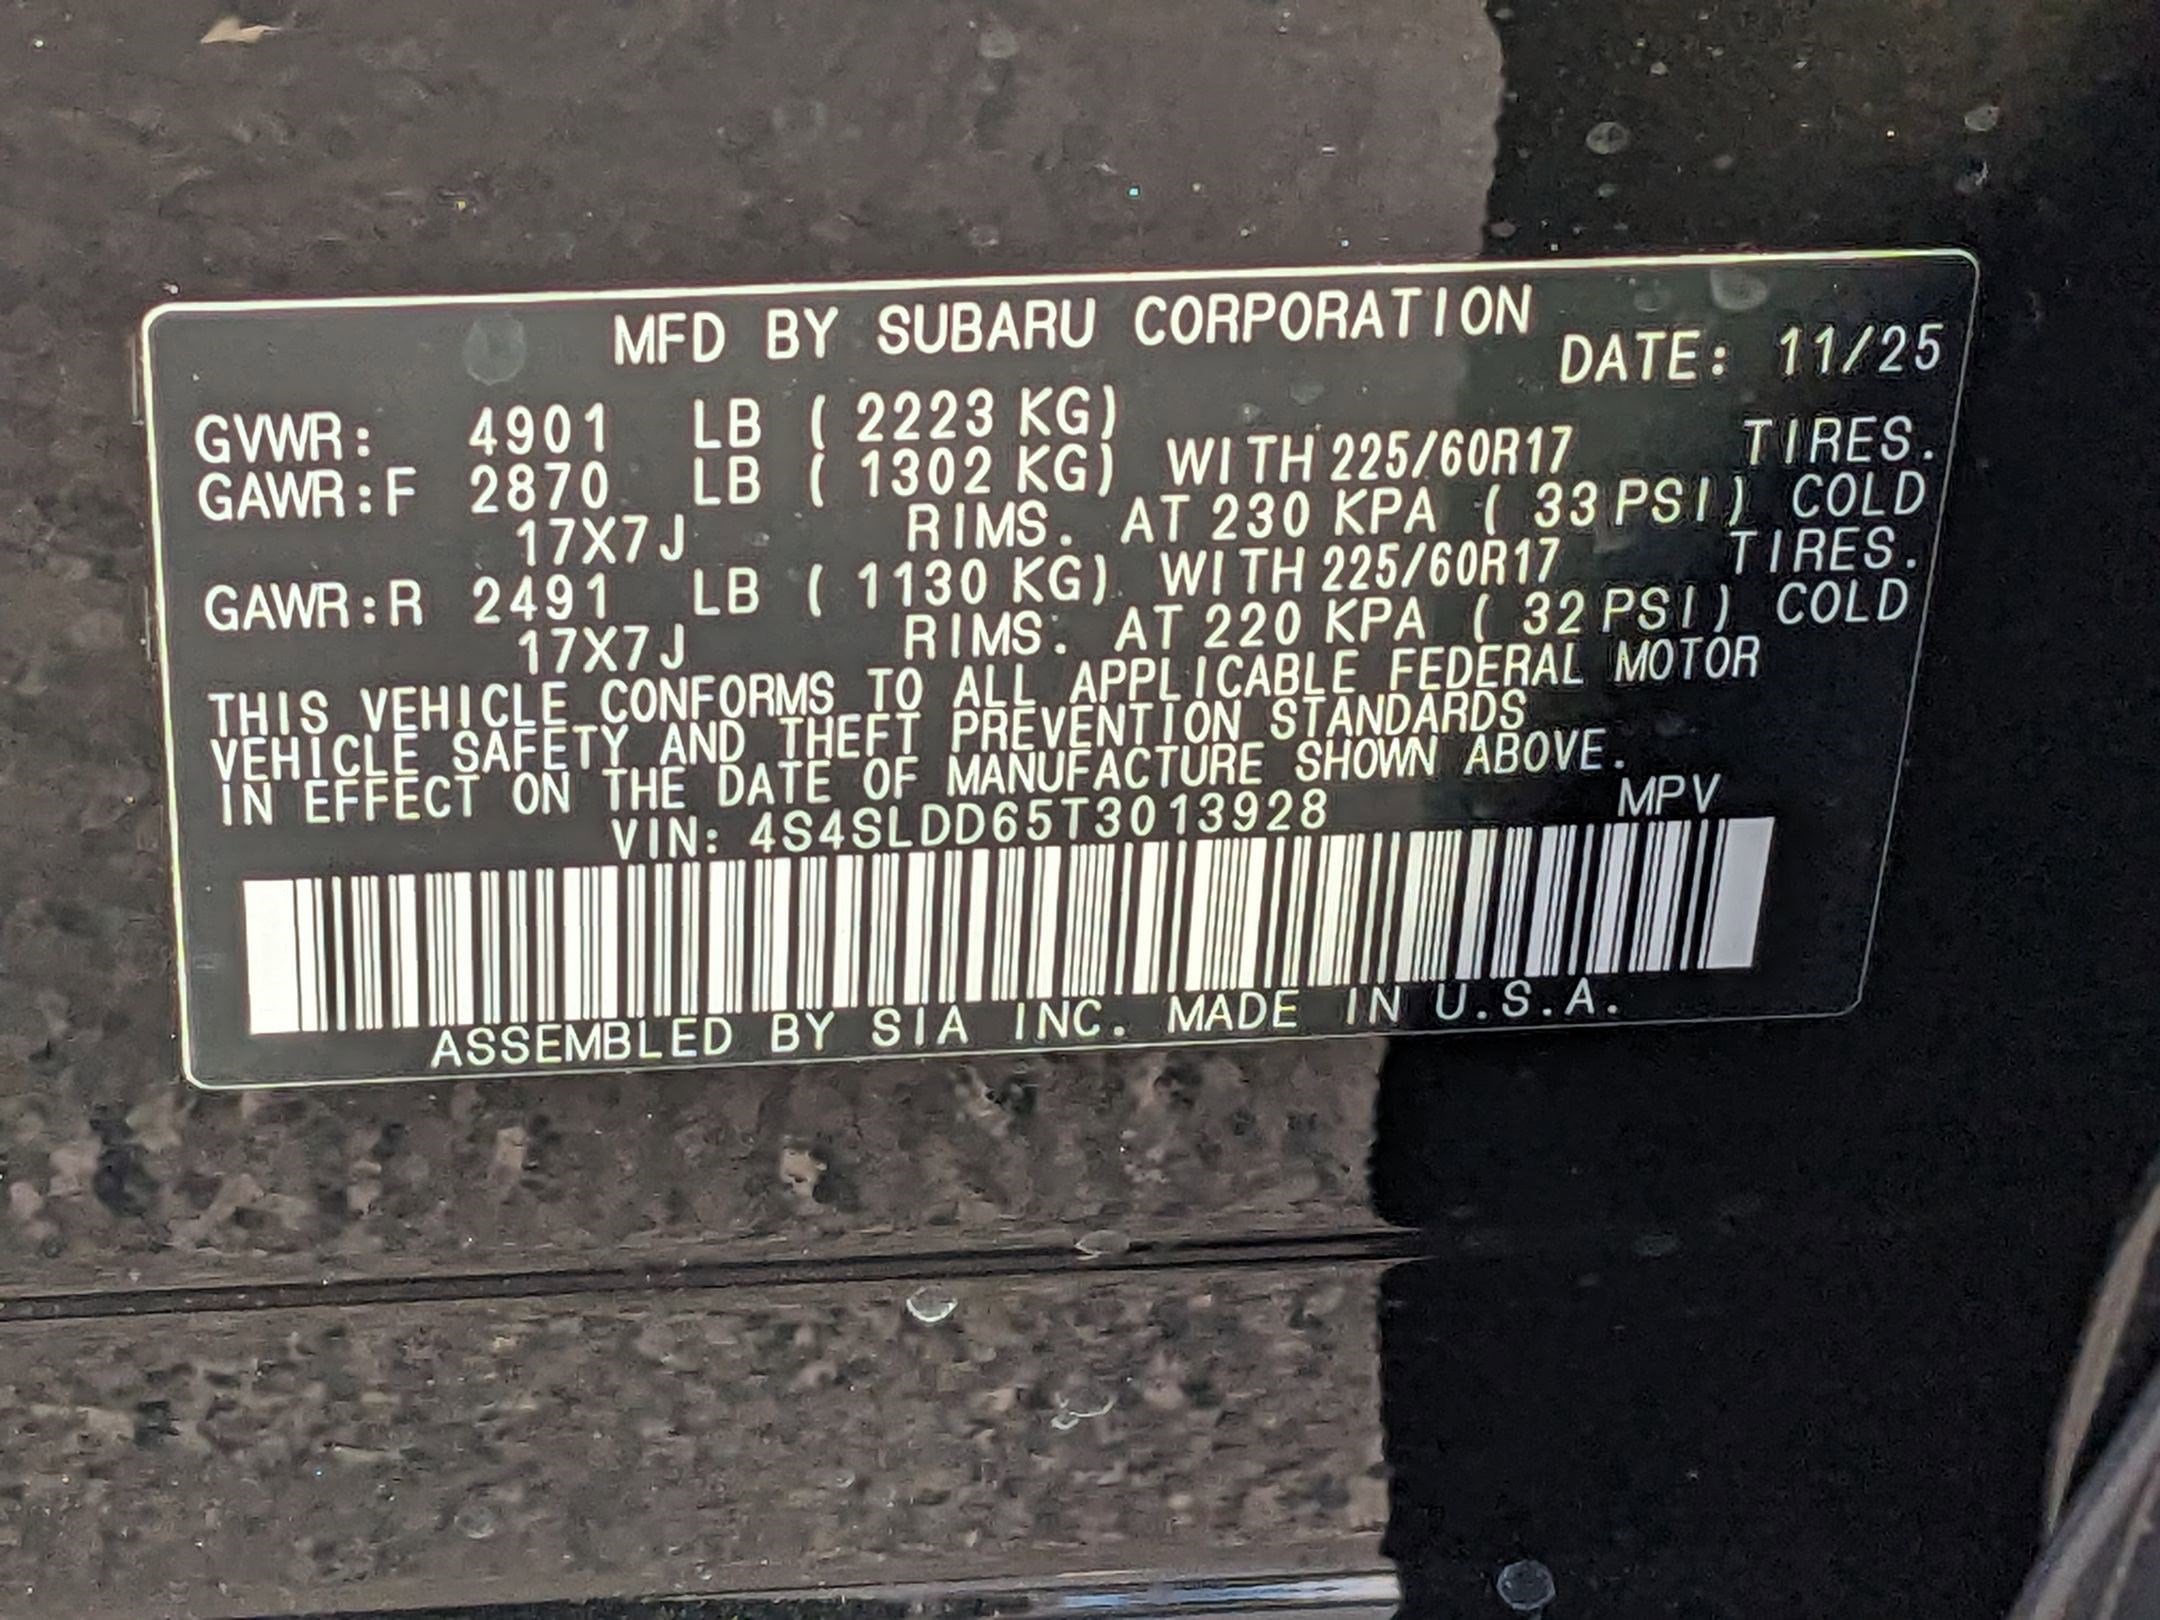 MFD BY SUBARU CORPORATION
DATE: 11/25
GVWR: 4901 LB ( 2223 KG)
GAWR:F 2870 LB ( 1302 KG) WITH 225/60R17 TIRES.
17X7J RIMS. AT 230 KPA ( 33 PSI) COLD
GAWR:R 2491 LB ( 1130 KG) WITH 225/60R17 TIRES.
17X7J RIMS. AT 220 KPA ( 32 PSI) COLD
THIS VEHICLE CONFORMS TO ALL APPLICABLE FEDERAL MOTOR
VEHICLE SAFETY AND THEFT PREVENTION STANDARDS
IN EFFECT ON THE DATE OF MANUFACTURE SHOWN ABOVE.
VIN: 4S4SLDD65T3013928 MPV
ASSEMBLED BY SIA INC. MADE IN U.S.A.